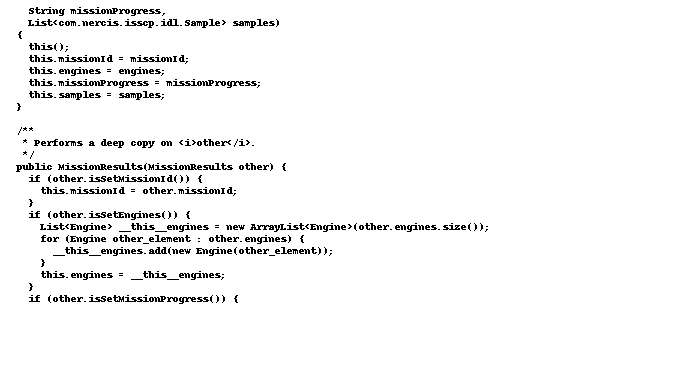 String missionProgress,
List<com.nercis.isscp.idl.Sample> samples)
{
this();
this.missionId = missionId;
this.engines = engines;
this.missionProgress = missionProgress;
this.samples = samples;
}
/**
* Performs a deep copy on <i>other</i>.
*/
public MissionResults(MissionResults other) {
if (other.isSetMissionId()) {
this.missionId = other.missionId;
}
if (other.isSetEngines()) {
List<Engine> __this__engines = new ArrayList<Engine>(other.engines.size());
for (Engine other_element : other.engines) {
__this__engines.add(new Engine(other_element));
}
this.engines = __this__engines;
}
if (other.isSetMissionProgress()) {